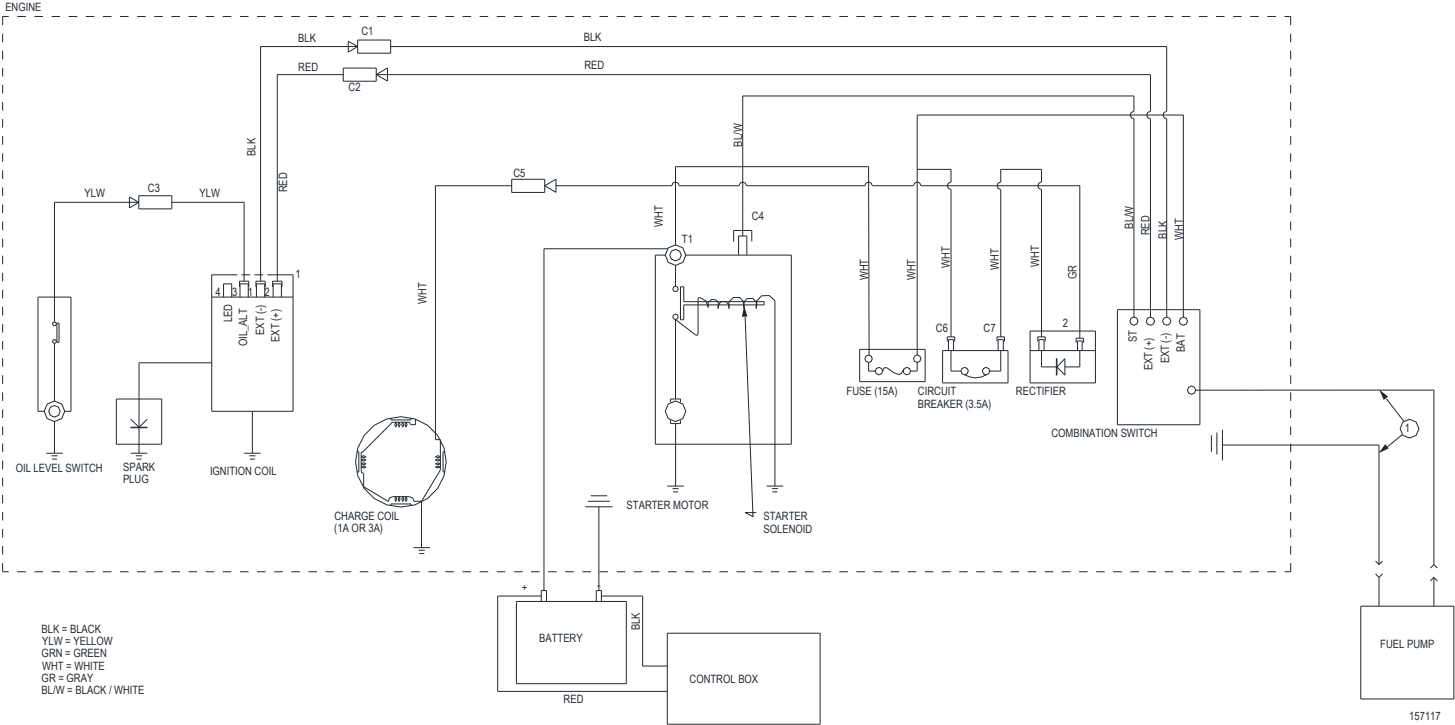 ENGINE
BLK
C1
BLK
RED
C2
RED
BLK
RED
BL/W
YLW
C3
YLW
C5
WHT
T1
C4
WHT
WHT
WHT
WHT
WHT
WHT
GR
BL/W
RED
BLK
WHT
1
4
3
1
2
LED
OIL_ALT
EXT (-)
EXT (+)
C6
C7
2
ST
EXT (+)
EXT (-)
BAT
FUSE (15A)
CIRCUIT
BREAKER (3.5A)
RECTIFIER
COMBINATION SWITCH
1
OIL LEVEL SWITCH
SPARK
PLUG
IGNITION COIL
CHARGE COIL
(1A OR 3A)
STARTER MOTOR
STARTER
SOLENOID
+
-
BATTERY
BLK
RED
CONTROL BOX
FUEL PUMP
BLK = BLACK
YLW = YELLOW
GRN = GREEN
WHT = WHITE
GR = GRAY
BL/W = BLACK / WHITE
157117